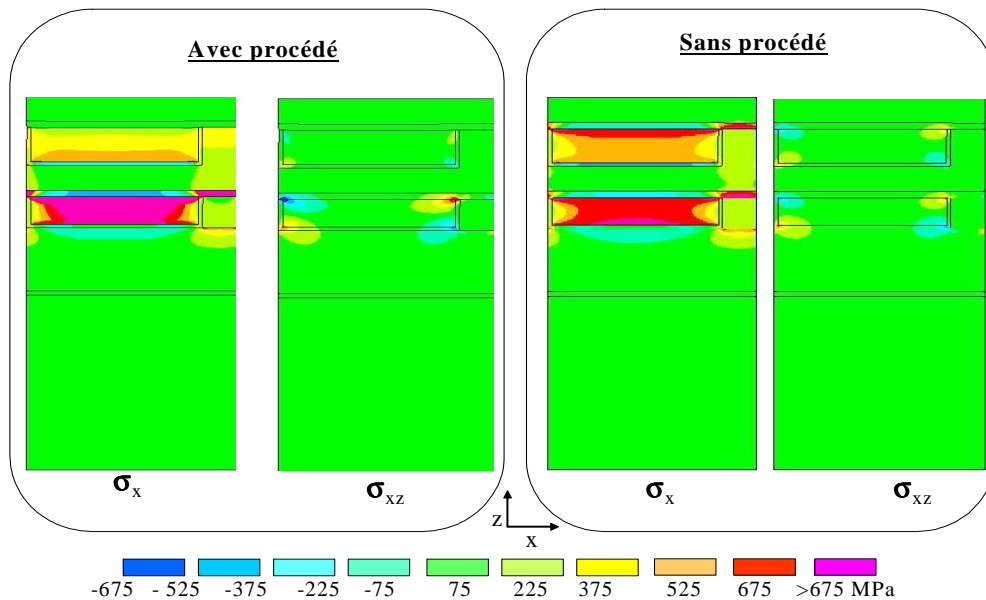 Avec procédé
Sans procédé
σx
σxz
σx
σxz
z
x
-675 - 525 -375 -225 -75 75 225 375 525 675 >675 MPa